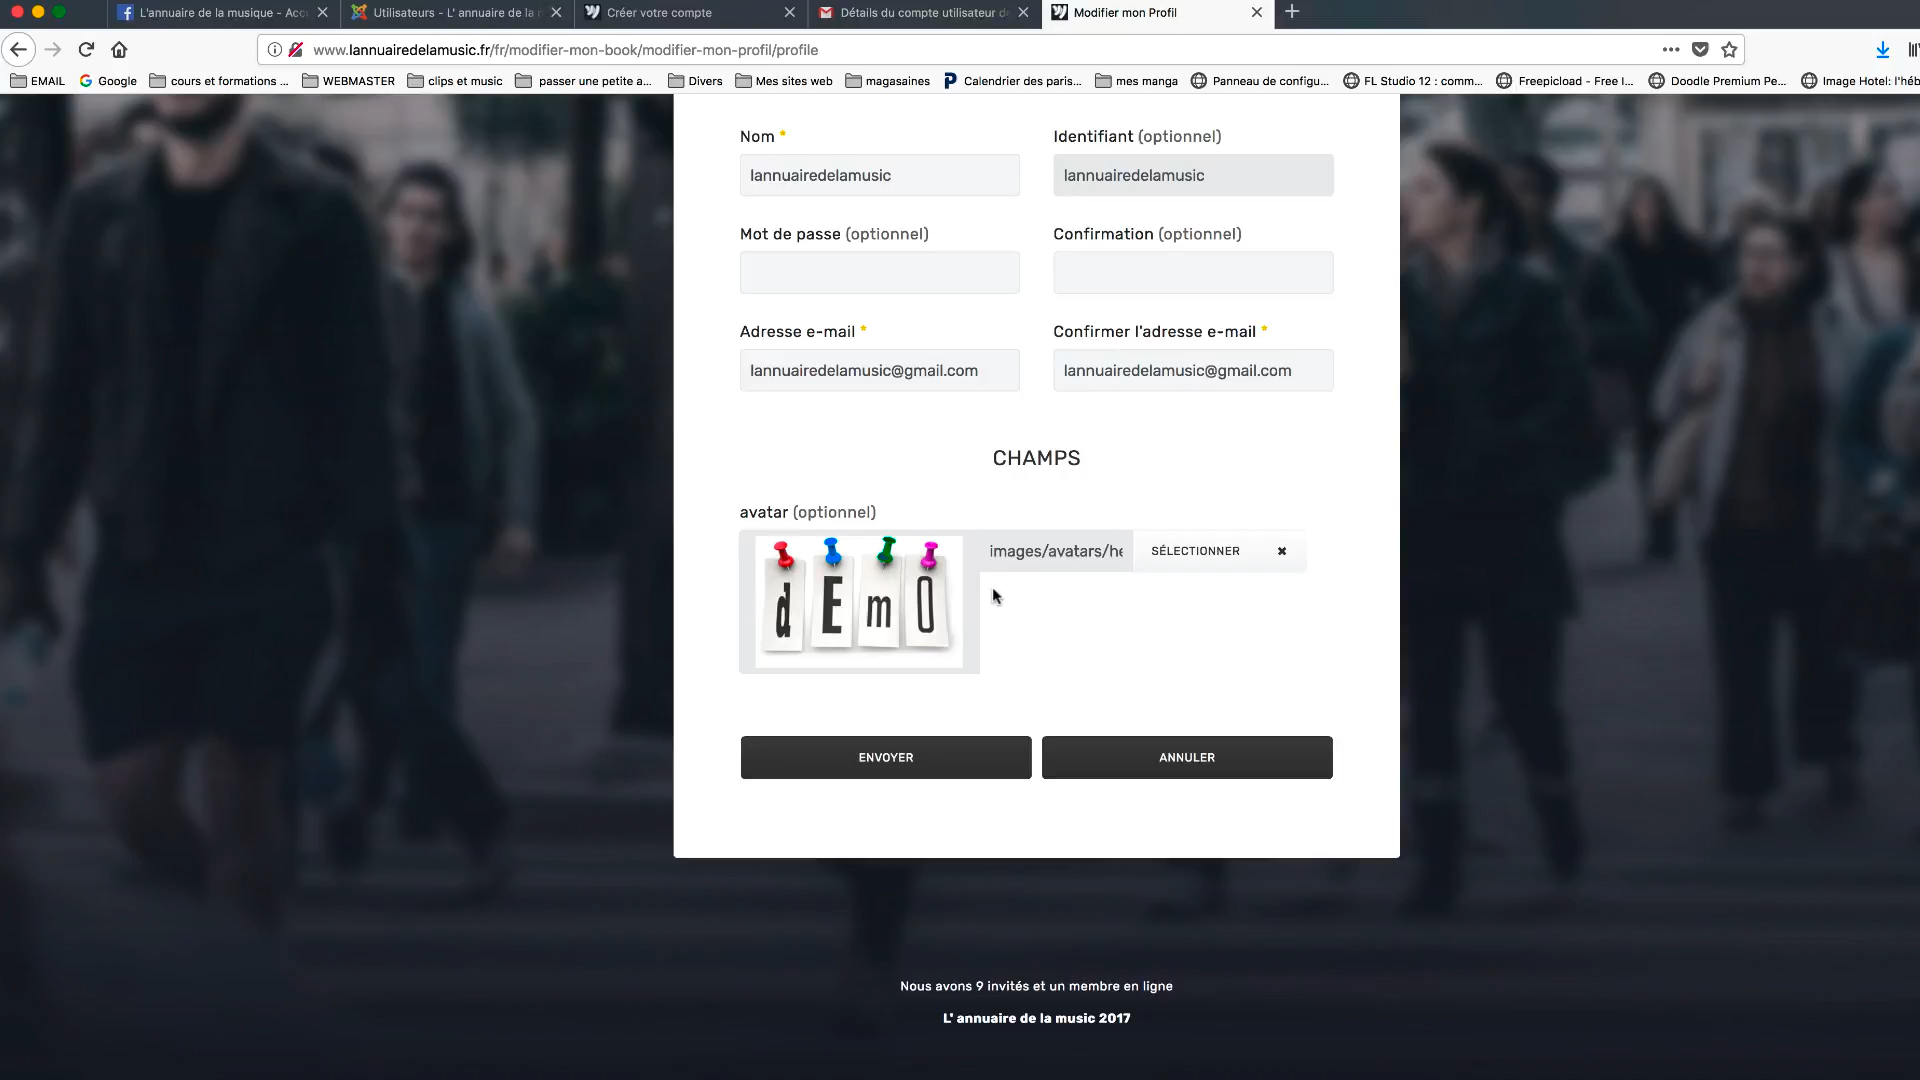 L'annuaire de la musique - Acc
Utilisateurs - L' annuaire de la m
Créer votre compte
Détails du compte utilisateur de
Modifier mon Profil
www.lannuairedelamusic.fr/fr/modifier-mon-book/modifier-mon-profil/profile
EMAIL Google cours et formations ... WEBMASTER clips et music passer une petite a... Divers Mes sites web magasaines Calendrier des paris... mes manga Panneau de configu... FL Studio 12 : comm... Freepicload - Free I... Doodle Premium Pe... Image Hotel: l'héb
Nom * Identifiant (optionnel)
lannuairedelamusic lannuairedelamusic
Mot de passe (optionnel) Confirmation (optionnel)
Adresse e-mail * Confirmer l'adresse e-mail *
lannuairedelamusic@gmail.com lannuairedelamusic@gmail.com
CHAMPS
avatar (optionnel)
images/avatars/he SÉLECTIONNER
dEmO
ENVOYER ANNULER
Nous avons 9 invités et un membre en ligne
L' annuaire de la music 2017